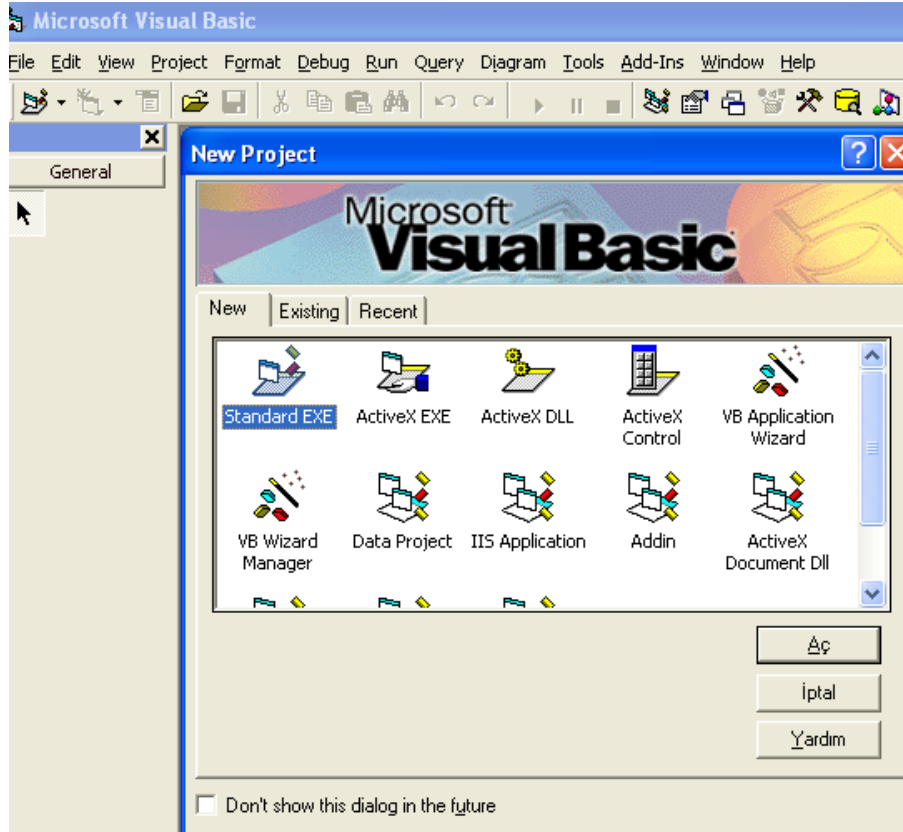 Microsoft Visual Basic
File Edit View Project Format Debug Run Query Diagram Tools Add-Ins Window Help
General
New Project
Microsoft
Visual Basic
New Existing Recent
Standard EXE ActiveX EXE ActiveX DLL ActiveX Control VB Application Wizard
VB Wizard Manager Data Project IIS Application Addin ActiveX Document Dll
Aç
İptal
Yardım
Don't show this dialog in the future